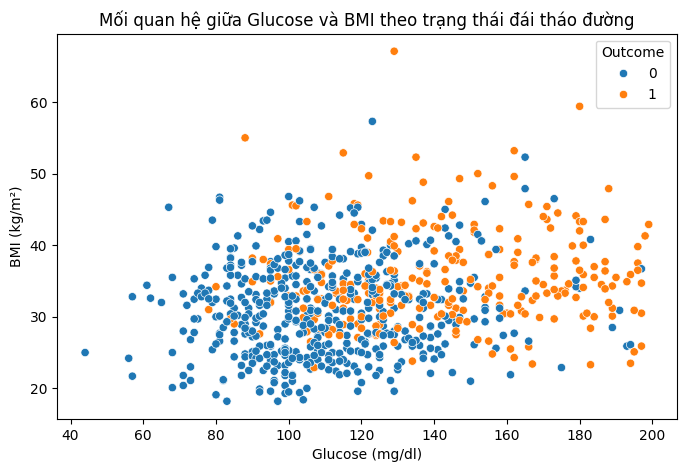 Mối quan hệ giữa Glucose và BMI theo trạng thái đái tháo đường
Outcome
0
1
60
50
40
30
20
BMI (kg/m²)
40 60 80 100 120 140 160 180 200
Glucose (mg/dl)